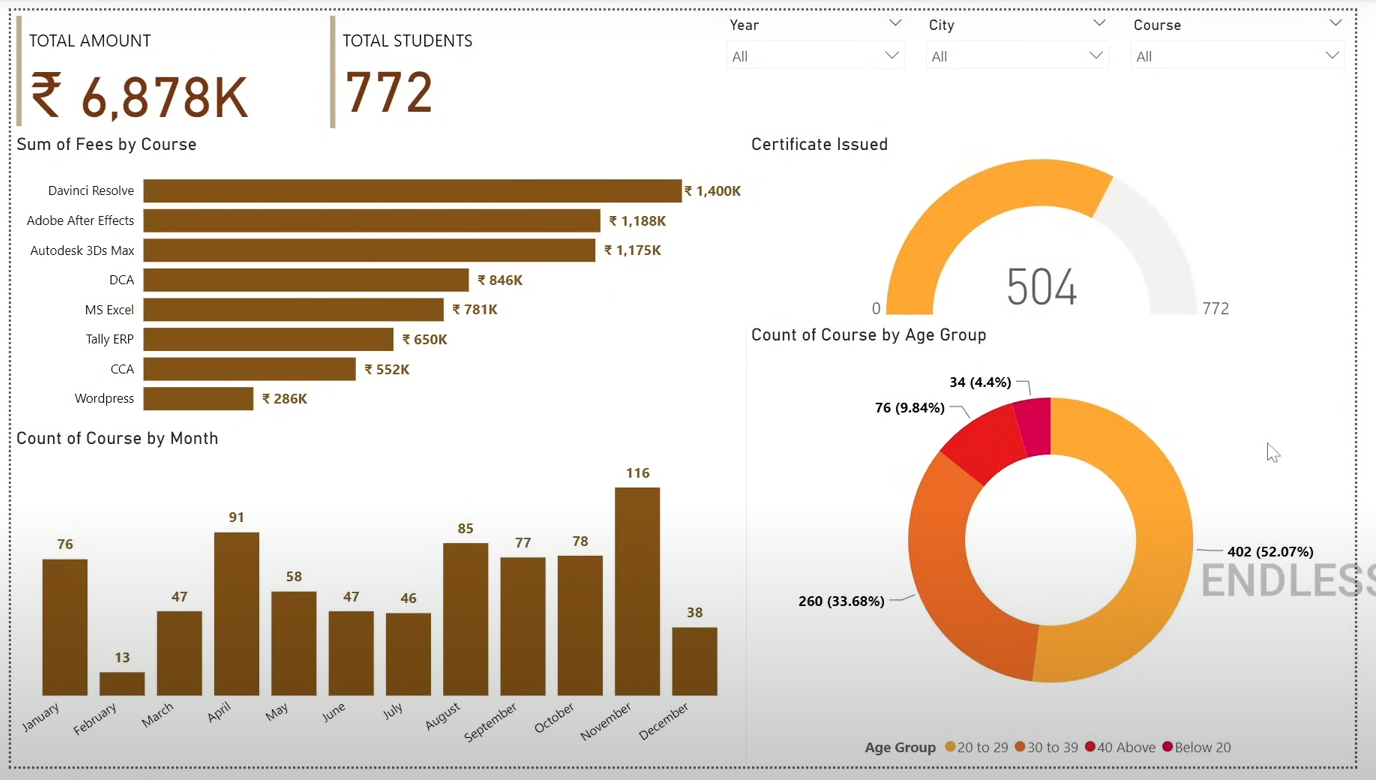 TOTAL AMOUNT
₹ 6,878K
TOTAL STUDENTS
772
Year
All
City
All
Course
All
Sum of Fees by Course
Davinci Resolve ₹ 1,400K
Adobe After Effects ₹ 1,188K
Autodesk 3Ds Max ₹ 1,175K
DCA ₹ 846K
MS Excel ₹ 781K
Tally ERP ₹ 650K
CCA ₹ 552K
Wordpress ₹ 286K
Certificate Issued
504
0
772
Count of Course by Month
76
13
47
91
58
47
46
85
77
78
116
38
January
February
March
April
May
June
July
August
September
October
November
December
Count of Course by Age Group
34 (4.4%)
76 (9.84%)
402 (52.07%)
260 (33.68%)
ENDLESS
Age Group 20 to 29 30 to 39 40 Above Below 20